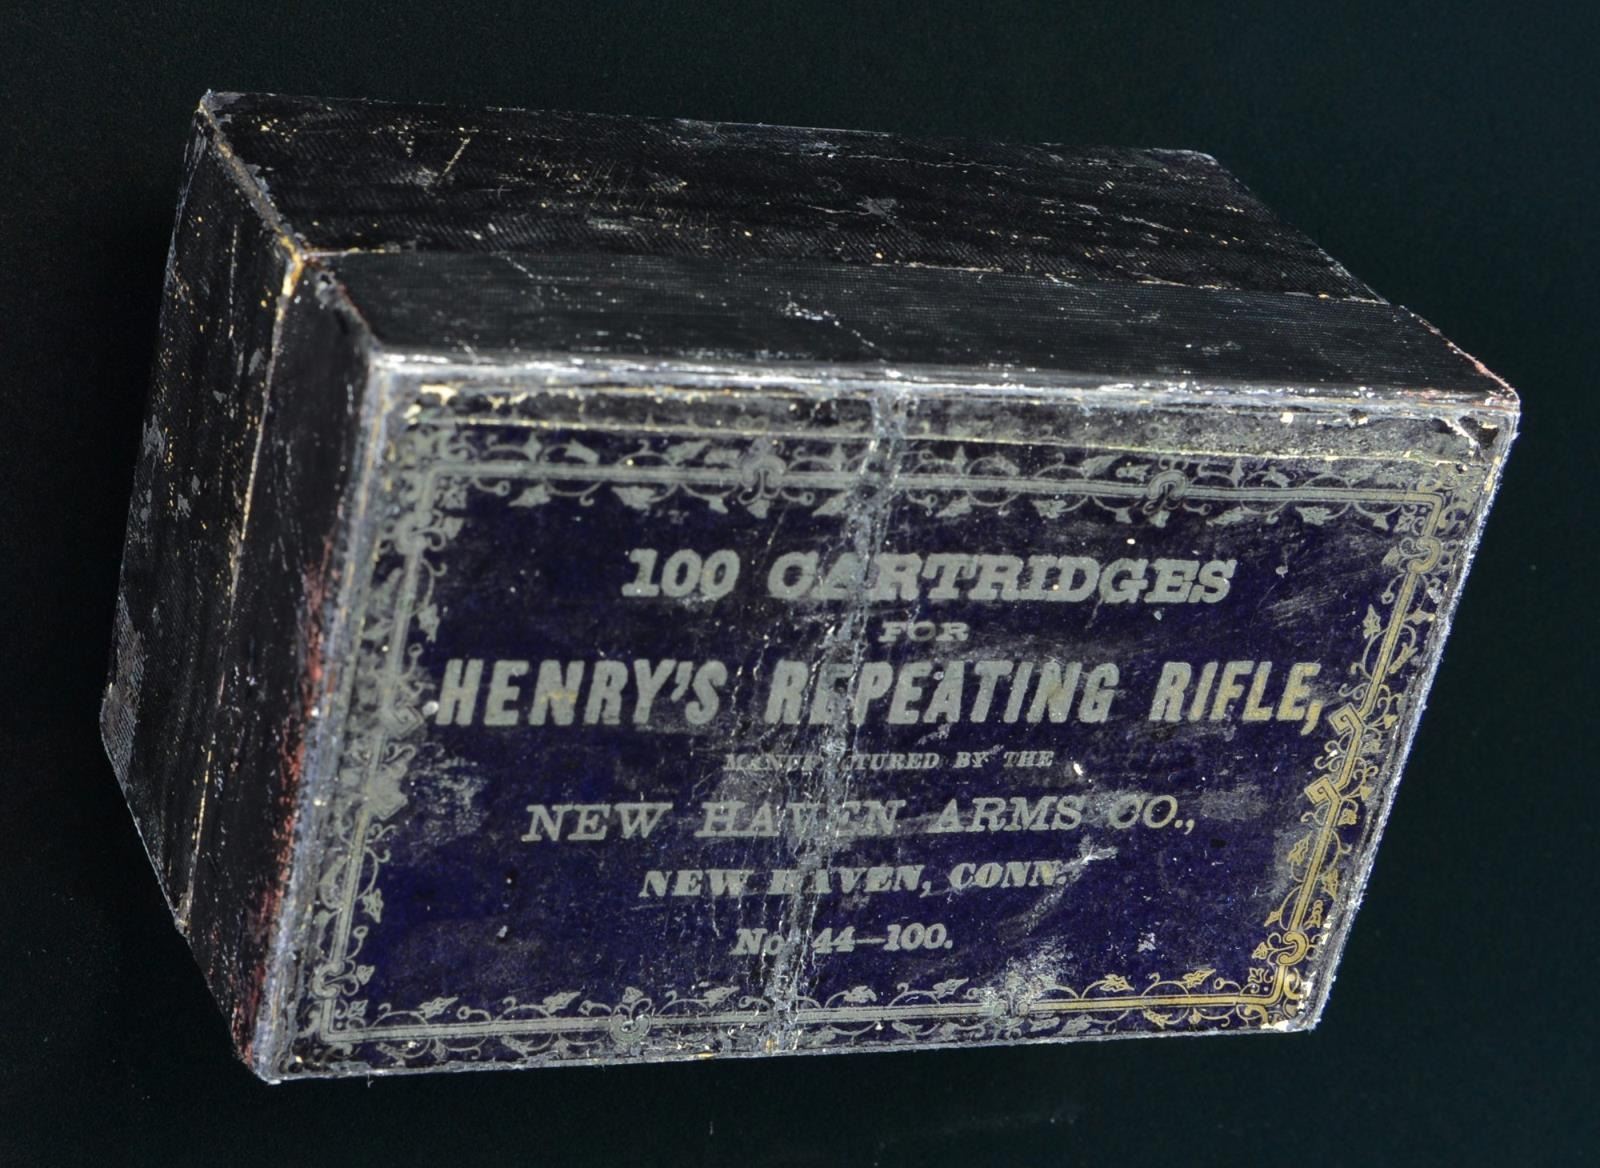 100 CARTRIDGES
FOR
HENRY'S REPEATING RIFLE,
MANUFACTURED BY THE
NEW HAVEN ARMS CO.,
NEW HAVEN, CONN.
No. 44—100.